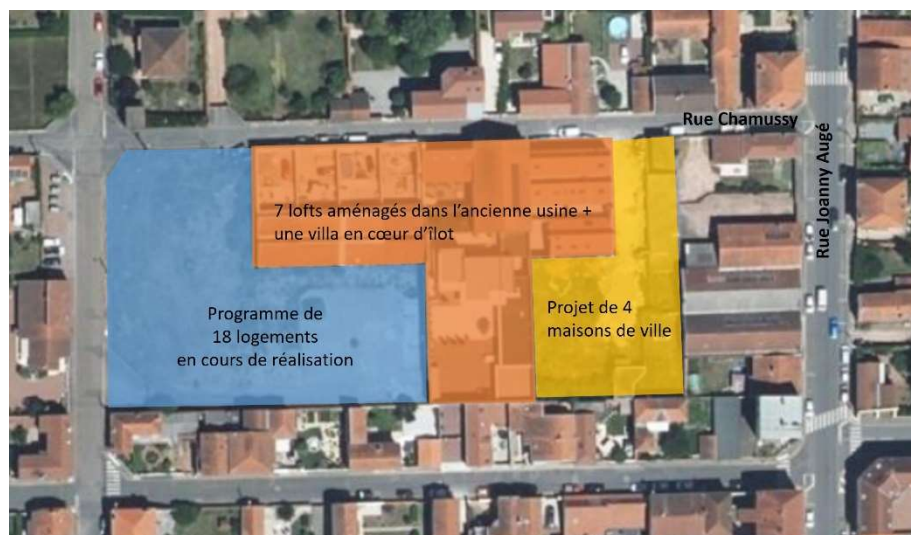 Rue Chamussy
Rue Joanny Augé
7 lofts aménagés dans l’ancienne usine +
une villa en cœur d’îlot
Programme de
18 logements
en cours de réalisation
Projet de 4
maisons de ville